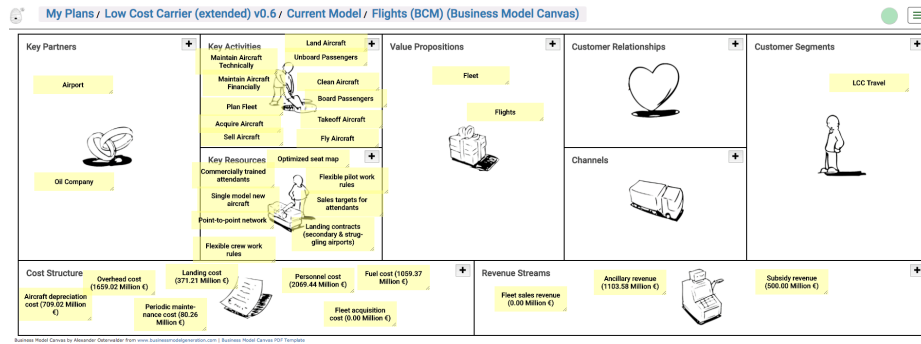 My Plans / Low Cost Carrier (extended) v0.6 / Current Model / Flights (BCM) (Business Model Canvas)
Key Partners
+
Airport
Oil Company
Key Activities
+
Land Aircraft
Maintain Aircraft
Technically
Unboard Passengers
Maintain Aircraft
Financially
Clean Aircraft
Plan Fleet
Board Passengers
Acquire Aircraft
Takeoff Aircraft
Sell Aircraft
Fly Aircraft
Key Resources
+
Optimized seat map
Commercially trained
attendants
Flexible pilot work
rules
Single model new
aircraft
Sales targets for
attendants
Point-to-point network
Landing contracts
(secondary & strug-
gling airports)
Flexible crew work
rules
Value Propositions
+
Fleet
Flights
Customer Relationships
+
Channels
+
Customer Segments
+
LCC Travel
Cost Structure
+
Overhead cost
(1659.02 Million €)
Landing cost
(371.21 Million €)
Personnel cost
(2069.44 Million €)
Fuel cost (1059.37
Million €)
Aircraft depreciation
cost (709.02 Million
€)
Periodic mainte-
nance cost (80.26
Million €)
Fleet acquisition
cost (0.00 Million €)
Revenue Streams
+
Fleet sales revenue
(0.00 Million €)
Ancillary revenue
(1103.58 Million €)
Subsidy revenue
(500.00 Million €)
Business Model Canvas by Alexander Osterwalder from www.businessmodelgeneration.com | Business Model Canvas PDF Template